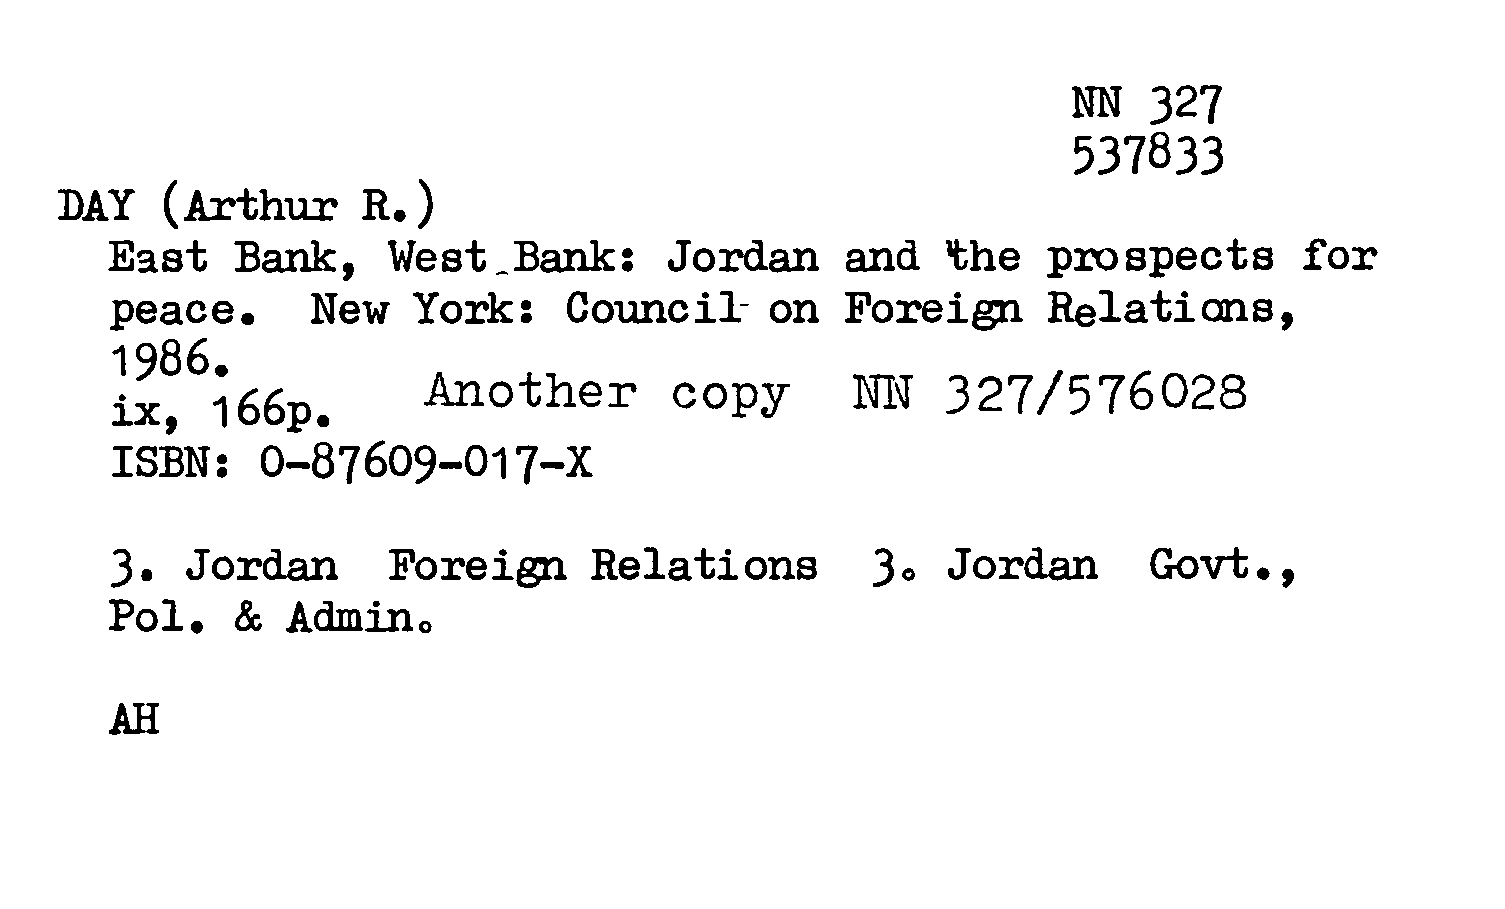 NN 327
537833
DAY (Arthur R.)
East Bank, West Bank: Jordan and the prospects for
peace. New York: Council on Foreign Relations,
1986.
ix, 166p. Another copy NN 327/576028
ISBN: 0-87609-017-X
3. Jordan Foreign Relations 3. Jordan Govt.,
Pol. & Admin.
AH